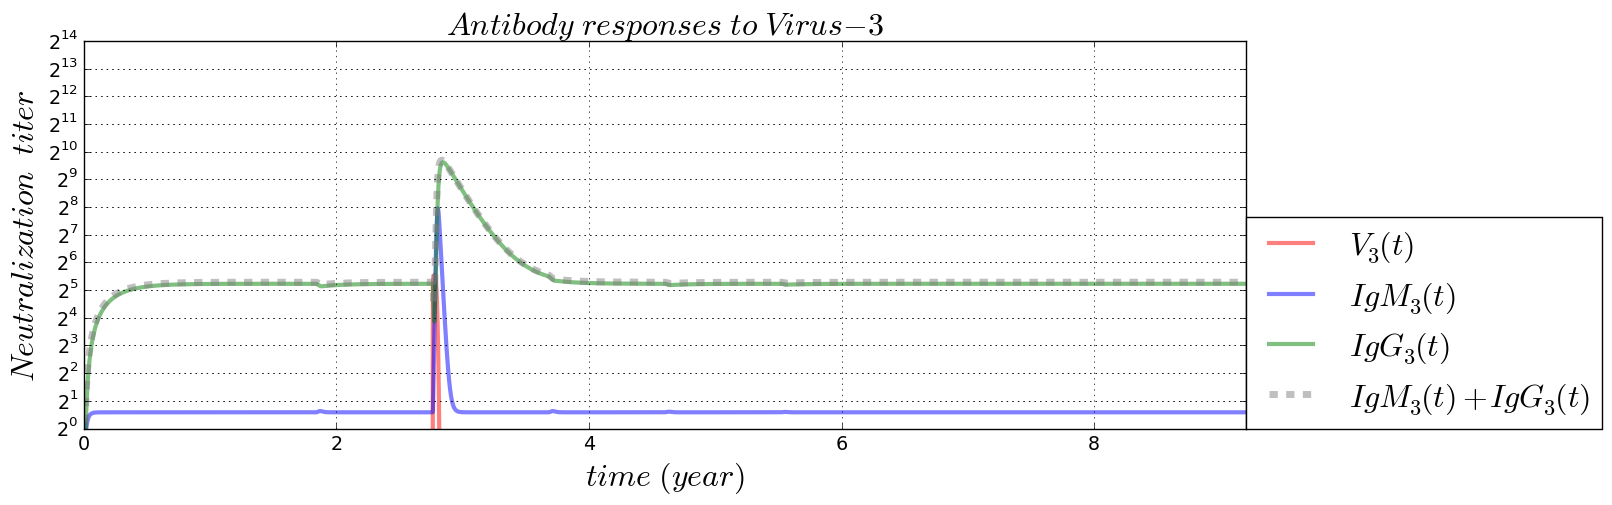 Antibody responses to Virus−3
Neutralization titer
2^14
2^13
2^12
2^11
2^10
2^9
2^8
2^7
2^6
2^5
2^4
2^3
2^2
2^1
2^0
0 2 4 6 8
time (year)
V_3(t)
IgM_3(t)
IgG_3(t)
IgM_3(t)+IgG_3(t)